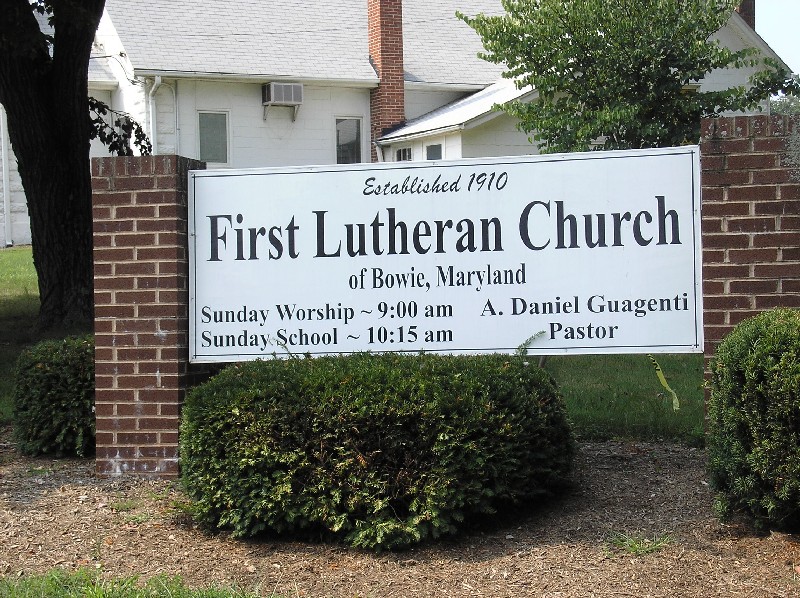 Established 1910
First Lutheran Church
of Bowie, Maryland
Sunday Worship ~ 9:00 am
Sunday School ~ 10:15 am
A. Daniel Guagenti
Pastor